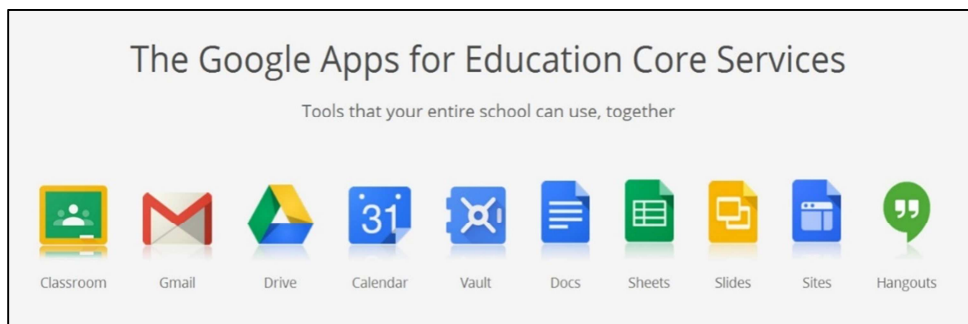 The Google Apps for Education Core Services
Tools that your entire school can use, together
31
Classroom Gmail Drive Calendar Vault Docs Sheets Slides Sites Hangouts